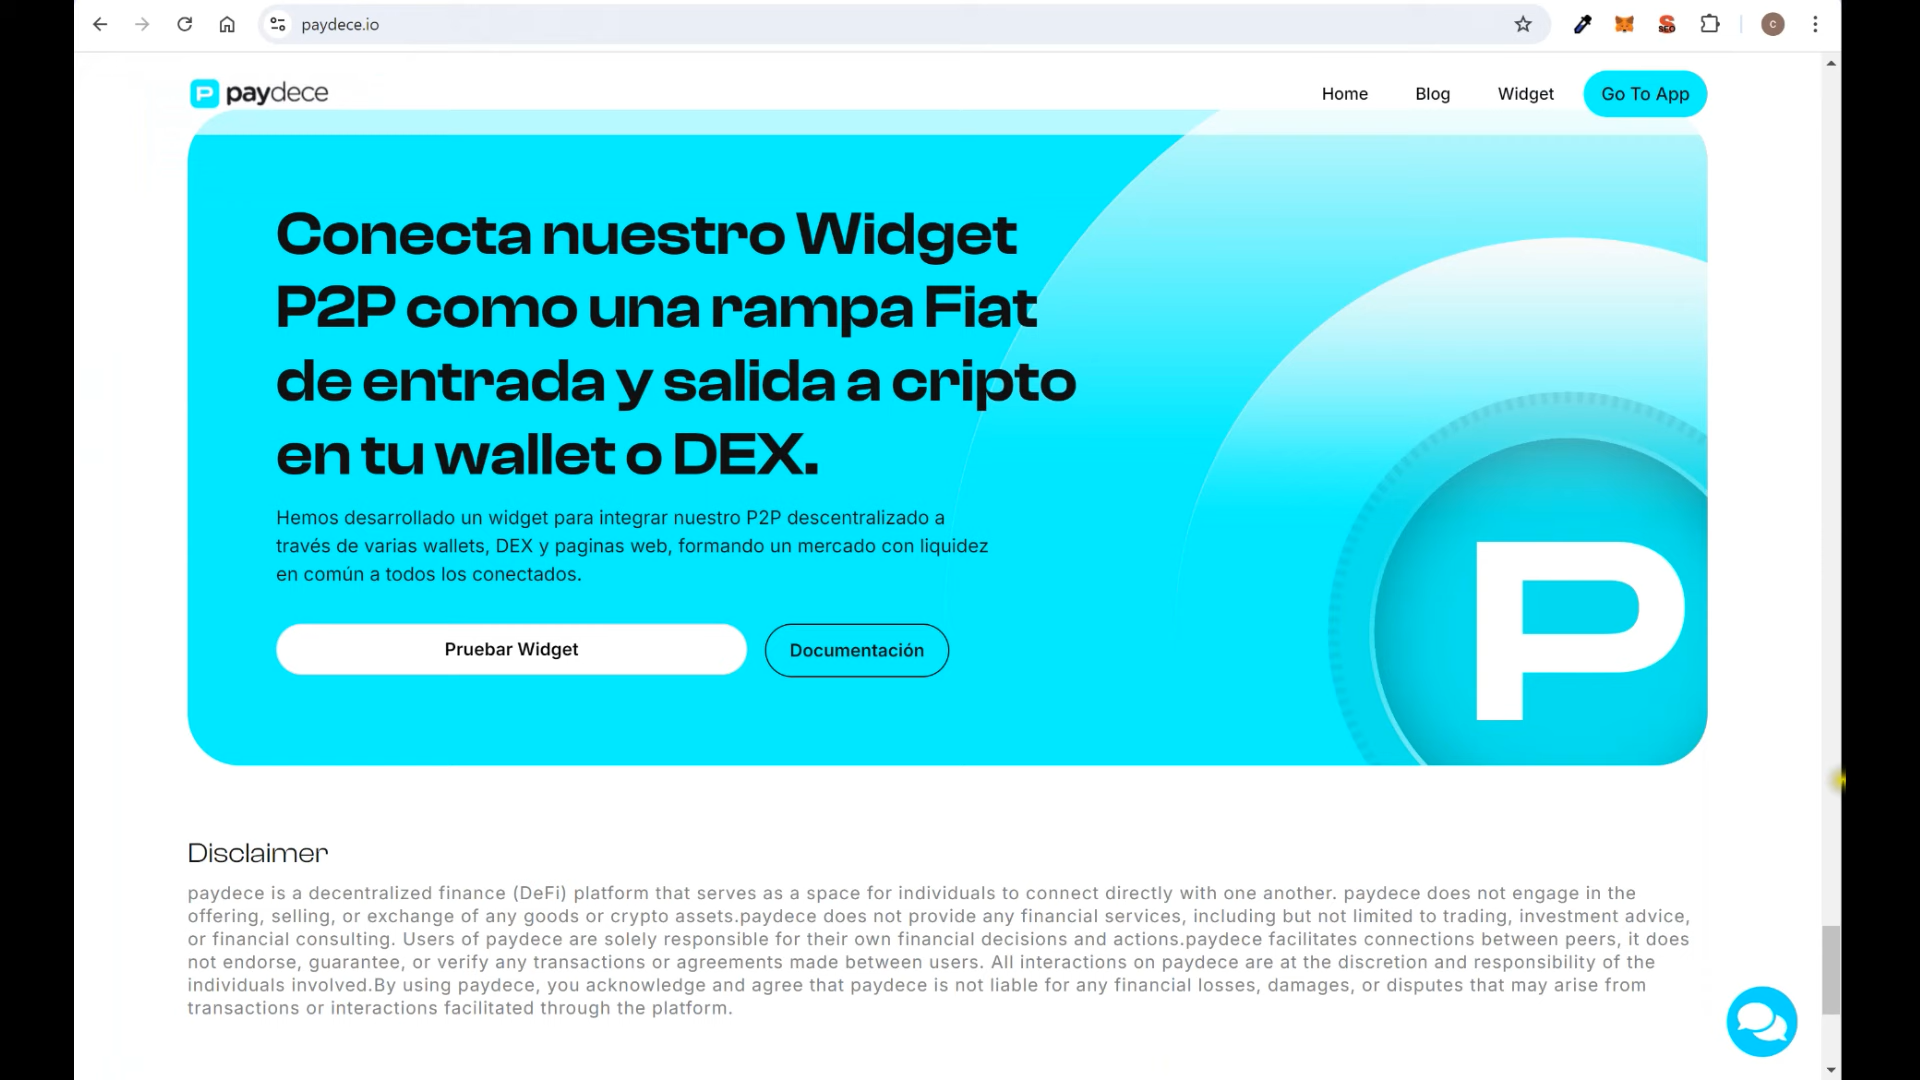 paydece.io
SEO
C
P paydece
Home
Blog
Widget
Go To App
Conecta nuestro Widget
P2P como una rampa Fiat
de entrada y salida a cripto
en tu wallet o DEX.
Hemos desarrollado un widget para integrar nuestro P2P descentralizado a
través de varias wallets, DEX y paginas web, formando un mercado con liquidez
en común a todos los conectados.
Pruebar Widget
Documentación
P
Disclaimer
paydece is a decentralized finance (DeFi) platform that serves as a space for individuals to connect directly with one another. paydece does not engage in the
offering, selling, or exchange of any goods or crypto assets.paydece does not provide any financial services, including but not limited to trading, investment advice,
or financial consulting. Users of paydece are solely responsible for their own financial decisions and actions.paydece facilitates connections between peers, it does
not endorse, guarantee, or verify any transactions or agreements made between users. All interactions on paydece are at the discretion and responsibility of the
individuals involved.By using paydece, you acknowledge and agree that paydece is not liable for any financial losses, damages, or disputes that may arise from
transactions or interactions facilitated through the platform.